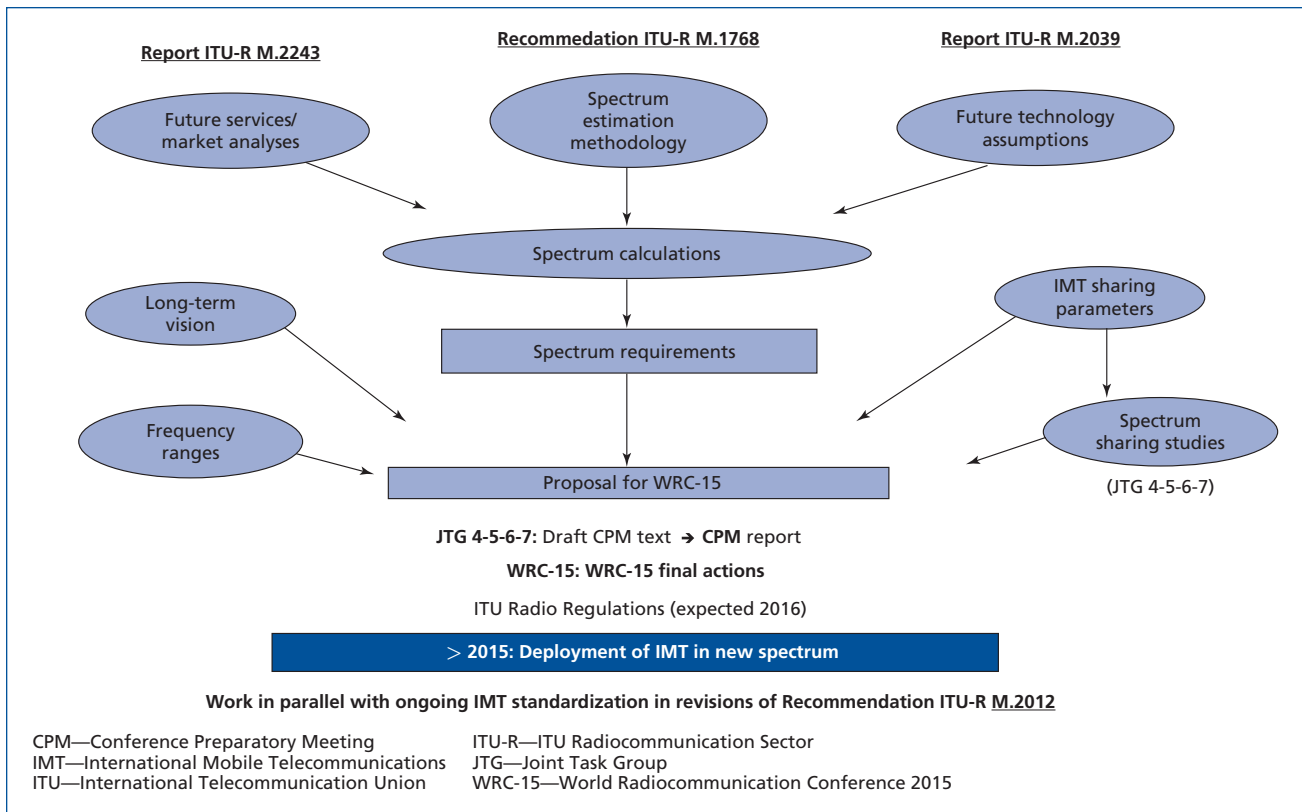 Report ITU-R M.2243
Recommedation ITU-R M.1768
Report ITU-R M.2039
Future services/
market analyses
Spectrum
estimation
methodology
Future technology
assumptions
Spectrum calculations
Long-term
vision
IMT sharing
parameters
Spectrum requirements
Frequency
ranges
Spectrum
sharing studies
(JTG 4-5-6-7)
Proposal for WRC-15
JTG 4-5-6-7: Draft CPM text → CPM report
WRC-15: WRC-15 final actions
ITU Radio Regulations (expected 2016)
> 2015: Deployment of IMT in new spectrum
Work in parallel with ongoing IMT standardization in revisions of Recommendation ITU-R M.2012
CPM—Conference Preparatory Meeting
IMT—International Mobile Telecommunications
ITU—International Telecommunication Union
ITU-R—ITU Radiocommunication Sector
JTG—Joint Task Group
WRC-15—World Radiocommunication Conference 2015